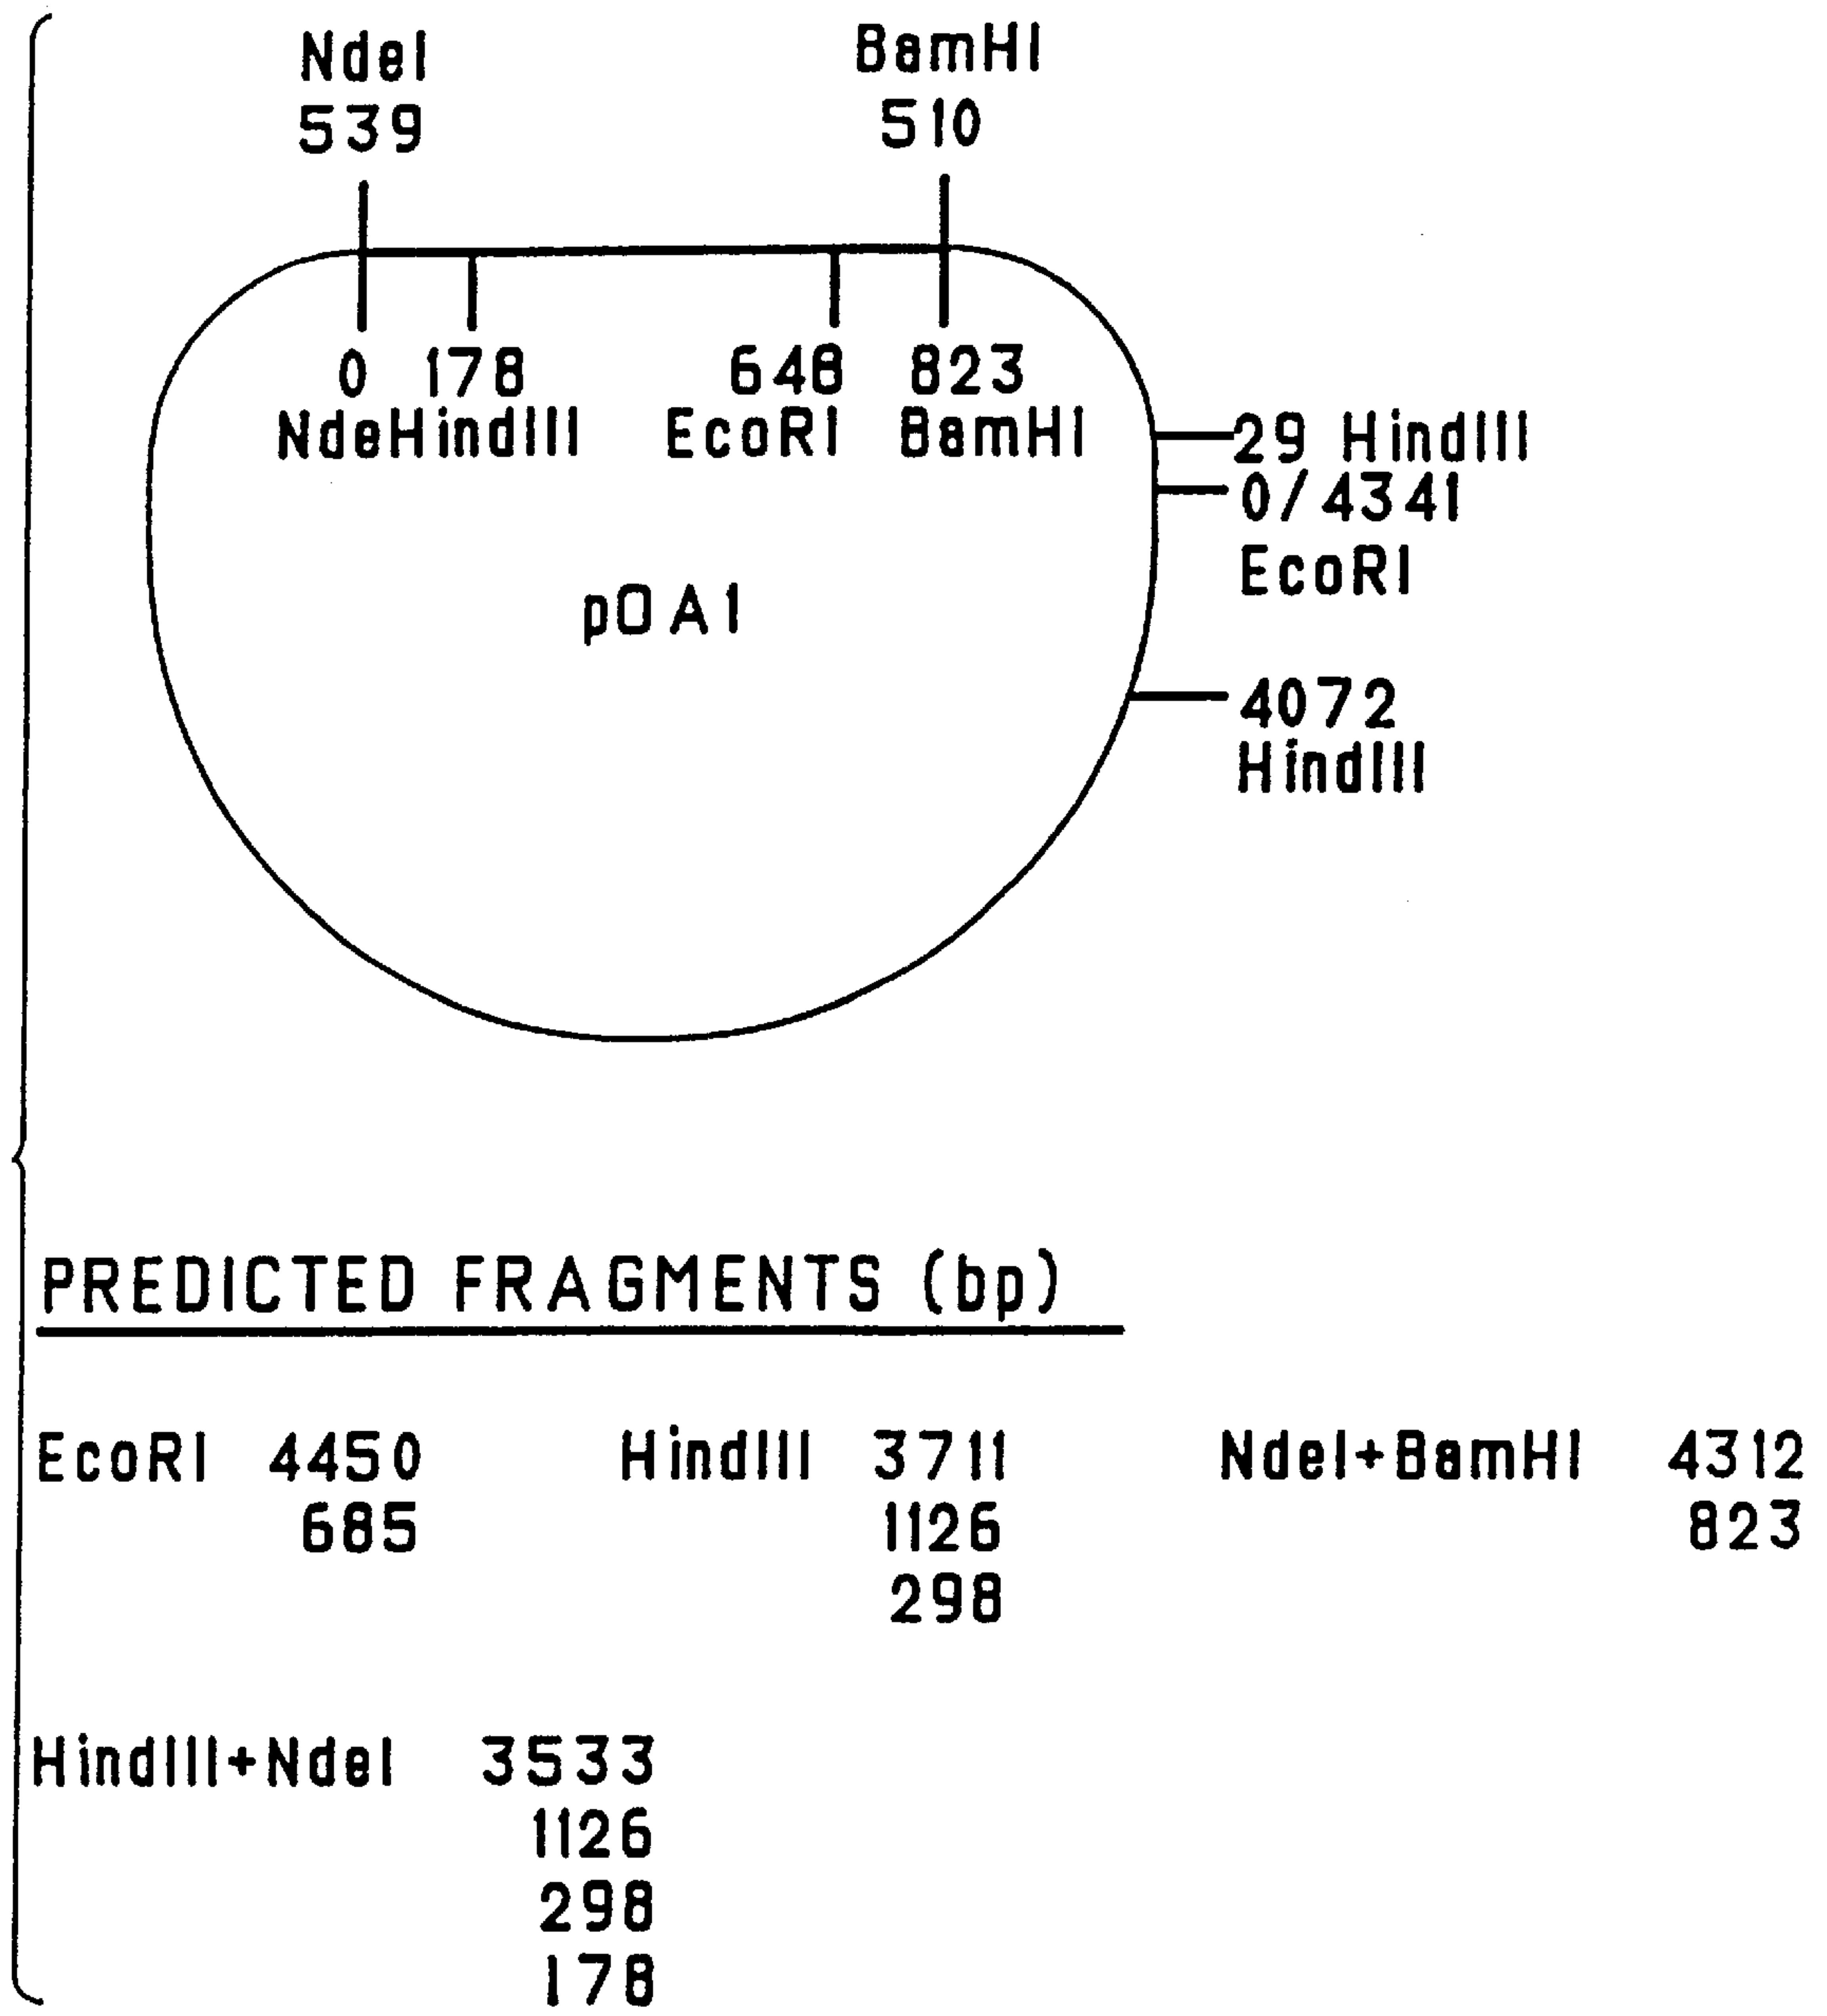 NdeI BamHI
539 510
0 178 648 823
NdeHindIII EcoRI BamHI
29 HindIII
0/4341
EcoRI
pOA1
4072
HindIII
PREDICTED FRAGMENTS (bp)
EcoRI 4450 HindIII 3711 NdeI+BamHI 4312
685 1126 823
298
HindIII+NdeI 3533
1126
298
178